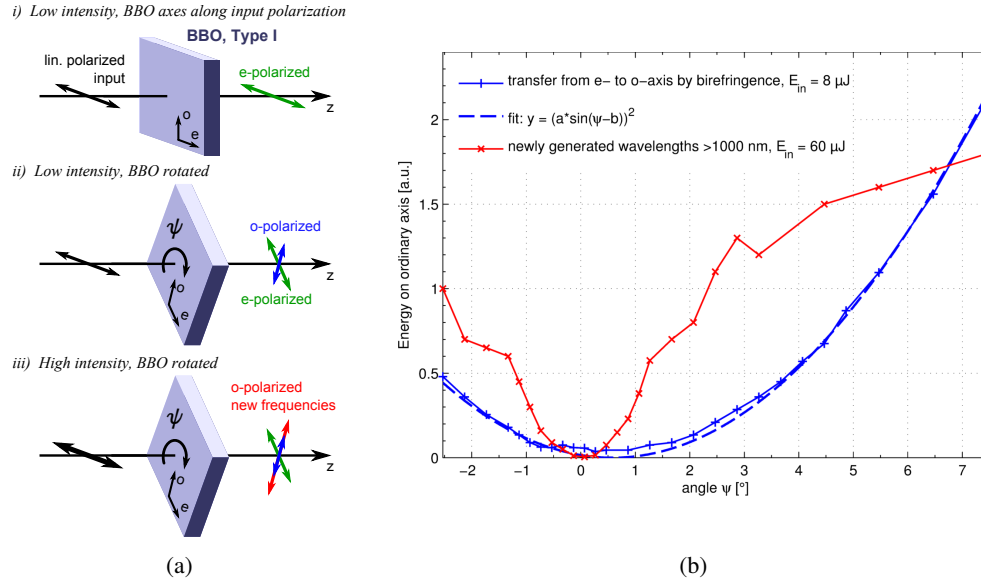 i) Low intensity, BBO axes along input polarization
BBO, Type I
lin. polarized
input
e-polarized
o
e
z
ii) Low intensity, BBO rotated
ψ
o-polarized
o
e
e-polarized
z
iii) High intensity, BBO rotated
ψ
o-polarized
new frequencies
o
e
z
(a)
transfer from e− to o−axis by birefringence, E_in = 8 µJ
fit: y = (a*sin(ψ−b))^2
newly generated wavelengths >1000 nm, E_in = 60 µJ
Energy on ordinary axis [a.u.]
2
1.5
1
0.5
0
−2 −1 0 1 2 3 4 5 6 7
angle ψ [°]
(b)